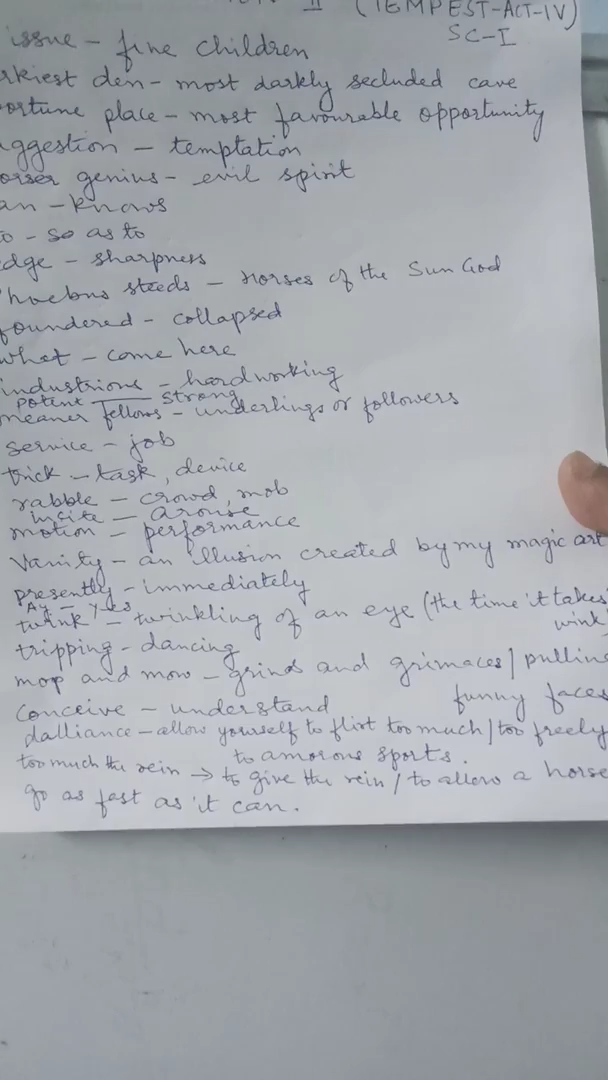 II (TEMPEST-ACT-IV)
SC-I
issue - fine children
rkiest den - most darkly secluded cave
ortune place - most favourable opportunity
ggestion - temptation
orser genius - evil spirit
an - knows
o - so as to
dge - sharpness
hoebus steeds - horses of the Sun God
foundered - collapsed
what - come here
industrious - hardworking
potent - strong
meaner fellows - underlings or followers
service - job
trick - task, device
rabble - crowd, mob
incite - arouse
motion - performance
Vanity - an illusion created by my magic art
presently - immediately
Ay - yes
twink - twinkling of an eye (the time it takes
wink
tripping - dancing
mop and mow - grins and grimaces / pulling
funny faces
conceive - understand
dalliance - allow yourself to flirt too much / too freely
to amorous sports.
too much the rein → to give the rein / to allow a horse
go as fast as it can.